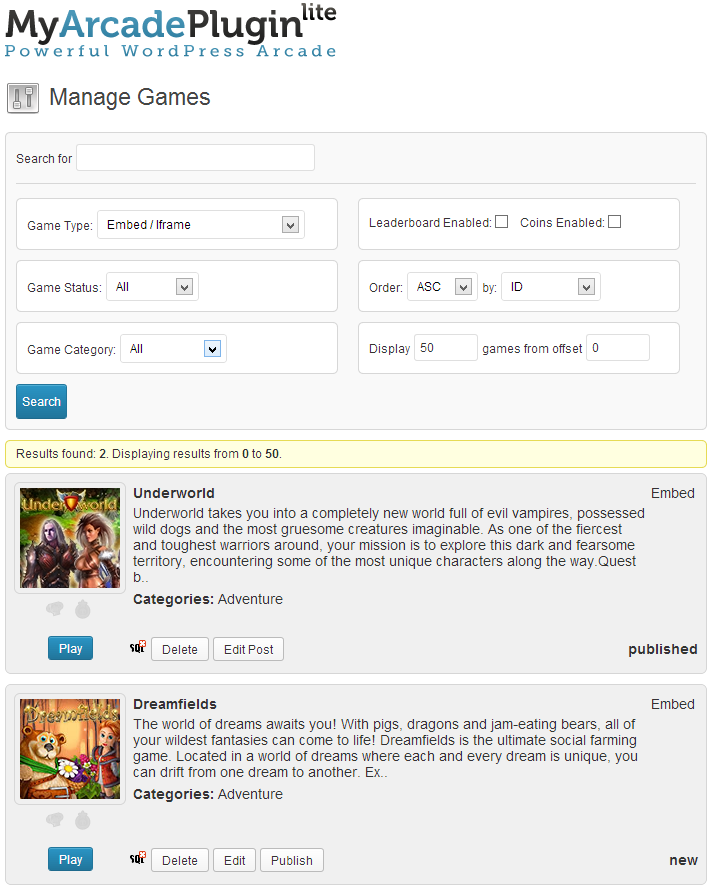 MyArcadePlugin lite
Powerful WordPress Arcade
Manage Games
Search for
Game Type: Embed / Iframe
Leaderboard Enabled: Coins Enabled:
Game Status: All
Order: ASC by: ID
Game Category: All
Display 50 games from offset 0
Search
Results found: 2. Displaying results from 0 to 50.
Underworld
Underworld Embed
Underworld takes you into a completely new world full of evil vampires, possessed
wild dogs and the most gruesome creatures imaginable. As one of the fiercest
and toughest warriors around, your mission is to explore this dark and fearsome
territory, encountering some of the most unique characters along the way.Quest
b..
Categories: Adventure
Play SQL Delete Edit Post published
Dreamfields
Dreamfields Embed
The world of dreams awaits you! With pigs, dragons and jam-eating bears, all of
your wildest fantasies can come to life! Dreamfields is the ultimate social farming
game. Located in a world of dreams where each and every dream is unique, you
can drift from one dream to another. Ex..
Categories: Adventure
Play SQL Delete Edit Publish new